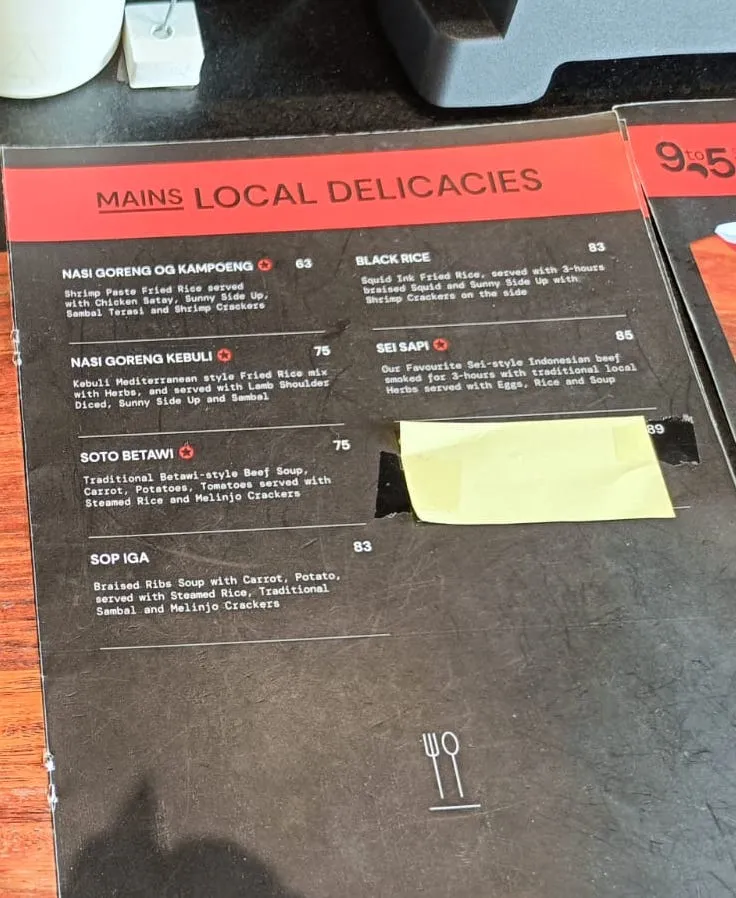 MAINS LOCAL DELICACIES
NASI GORENG OG KAMPOENG 63
Shrimp Paste Fried Rice served
with Chicken Satay, Sunny Side Up,
Sambal Terasi and Shrimp Crackers
NASI GORENG KEBULI 75
Kebuli Mediterranean style Fried Rice mix
with Herbs, and served with Lamb Shoulder
Diced, Sunny Side Up and Sambal
SOTO BETAWI 75
Traditional Betawi-style Beef Soup,
Carrot, Potatoes, Tomatoes served with
Steamed Rice and Melinjo Crackers
SOP IGA 83
Braised Ribs Soup with Carrot, Potato,
served with Steamed Rice, Traditional
Sambal and Melinjo Crackers
BLACK RICE 83
Squid Ink Fried Rice, served with 3-hours
braised Squid and Sunny Side Up with
Shrimp Crackers on the side
SEI SAPI 85
Our Favourite Sei-style Indonesian beef
smoked for 3-hours with traditional local
Herbs served with Eggs, Rice and Soup
89
9to5